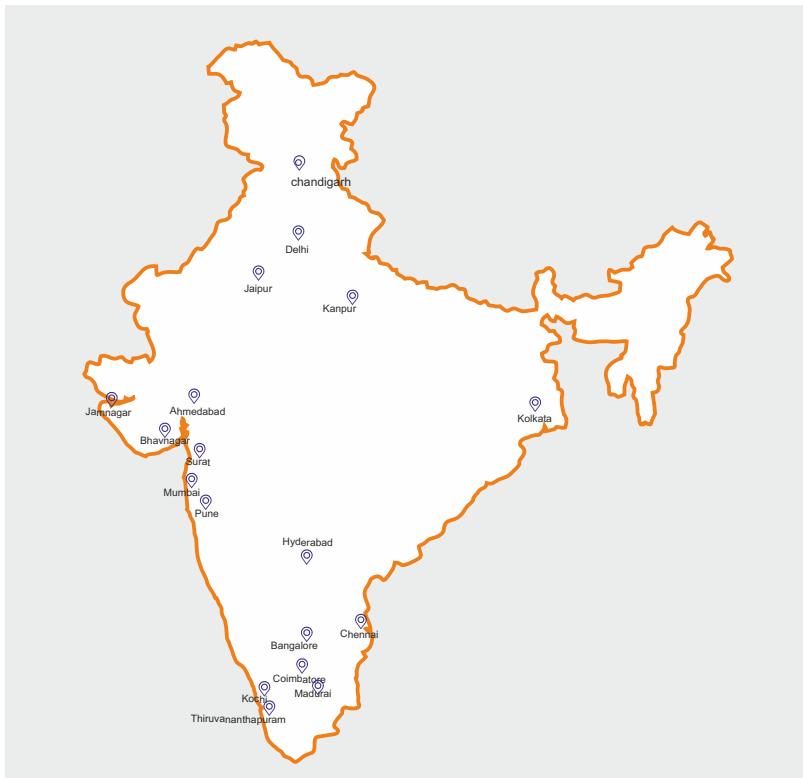 chandigarh
Delhi
Jaipur
Kanpur
Jamnagar
Ahmedabad
Kolkata
Bhavnagar
Surat
Mumbai
Pune
Hyderabad
Chennai
Bangalore
Coimbatore
Madurai
Kochi
Thiruvananthapuram